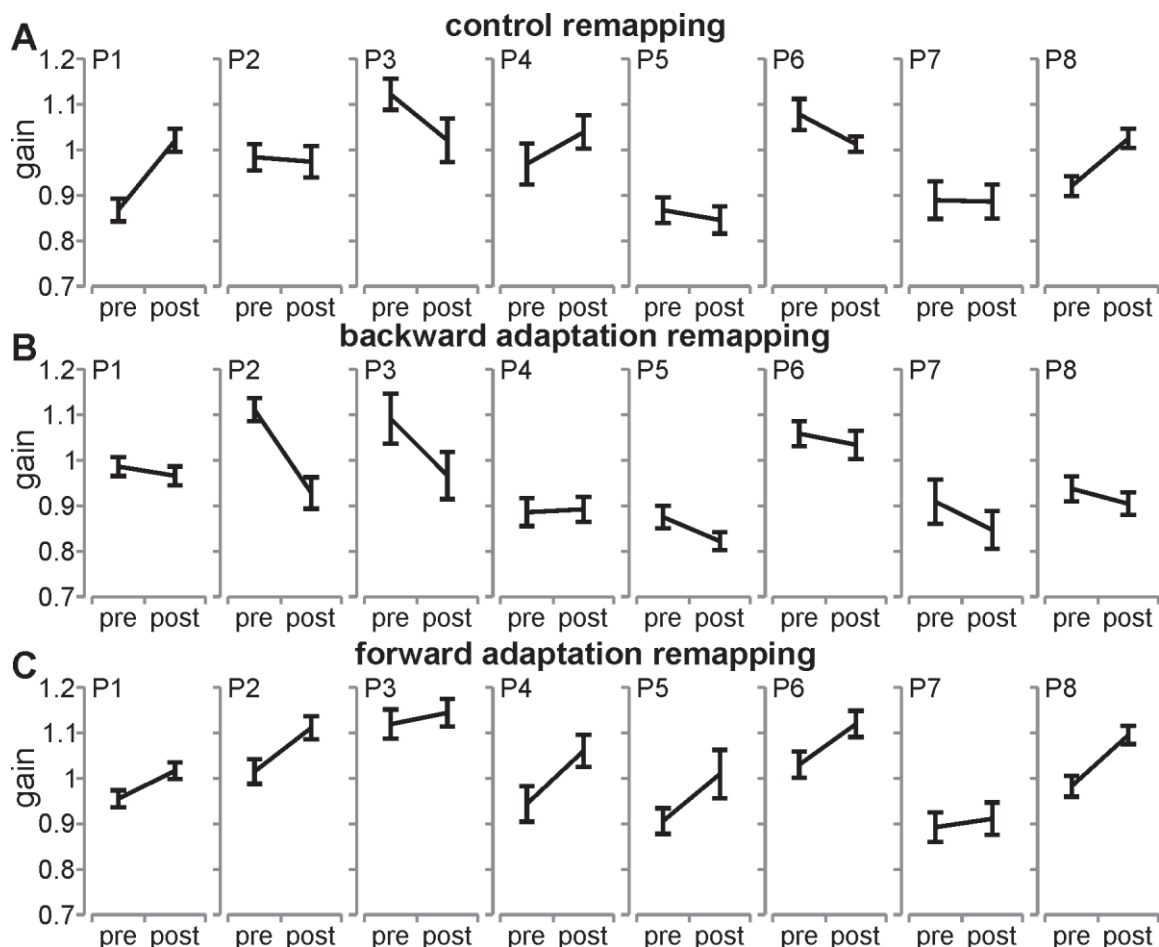 A
control remapping
P1 P2 P3 P4 P5 P6 P7 P8
gain
1.2
1.1
1
0.9
0.8
0.7
pre post pre post pre post pre post pre post pre post pre post pre post
B
backward adaptation remapping
P1 P2 P3 P4 P5 P6 P7 P8
gain
1.2
1.1
1
0.9
0.8
0.7
pre post pre post pre post pre post pre post pre post pre post pre post
C
forward adaptation remapping
P1 P2 P3 P4 P5 P6 P7 P8
gain
1.2
1.1
1
0.9
0.8
0.7
pre post pre post pre post pre post pre post pre post pre post pre post